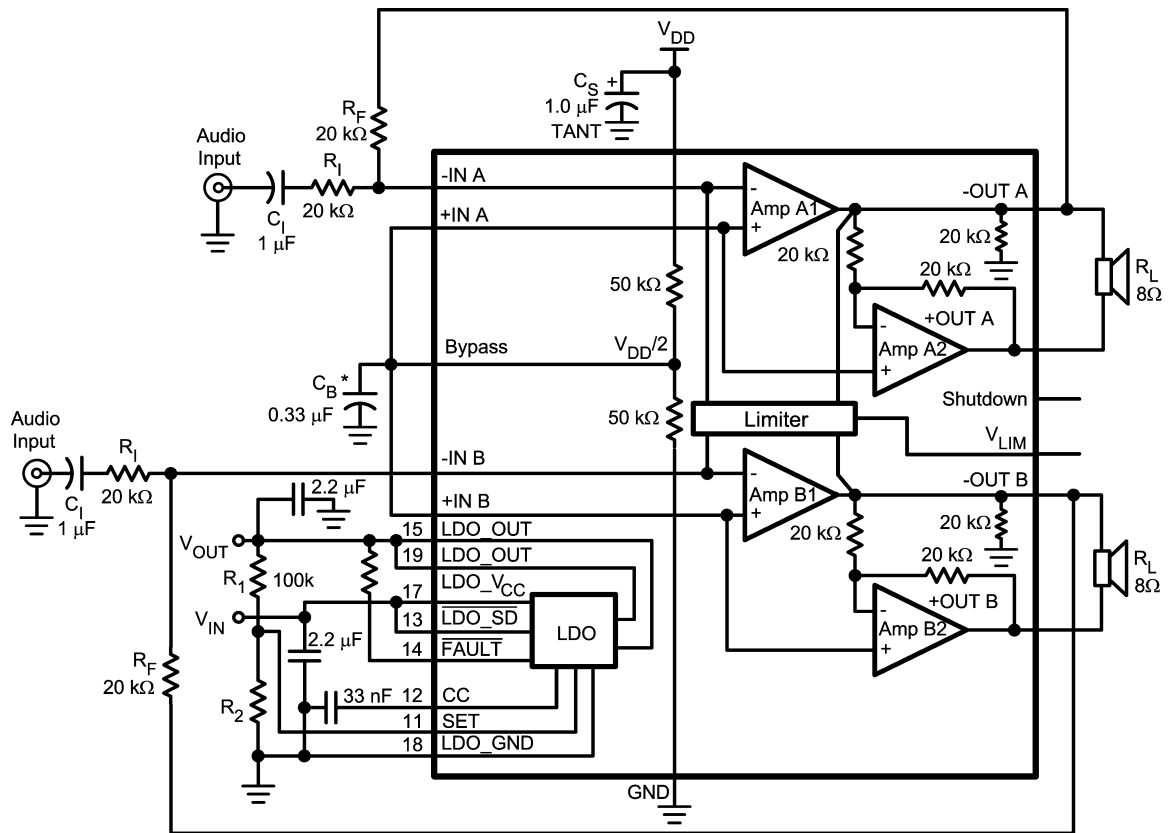 V_DD
C_S +
1.0 µF
TANT
R_F
20 kΩ
Audio
Input
R_I
20 kΩ
C_I
1 µF
-IN A
+IN A
-
Amp A1
+
-OUT A
20 kΩ
20 kΩ
20 kΩ
R_L
8Ω
50 kΩ
+OUT A
-
Amp A2
+
Bypass
V_DD/2
C_B *
0.33 µF
50 kΩ
Shutdown
Limiter
V_LIM
Audio
Input
R_I
20 kΩ
C_I
1 µF
-IN B
+IN B
-
Amp B1
+
-OUT B
20 kΩ
20 kΩ
20 kΩ
R_L
8Ω
+OUT B
-
Amp B2
+
2.2 µF
V_OUT
15 LDO_OUT
19 LDO_OUT
R_1 100k
17 LDO_V_CC
V_IN
13 LDO_SD
LDO
2.2 µF
14 FAULT
R_F
20 kΩ
R_2
33 nF
12 CC
11 SET
18 LDO_GND
GND